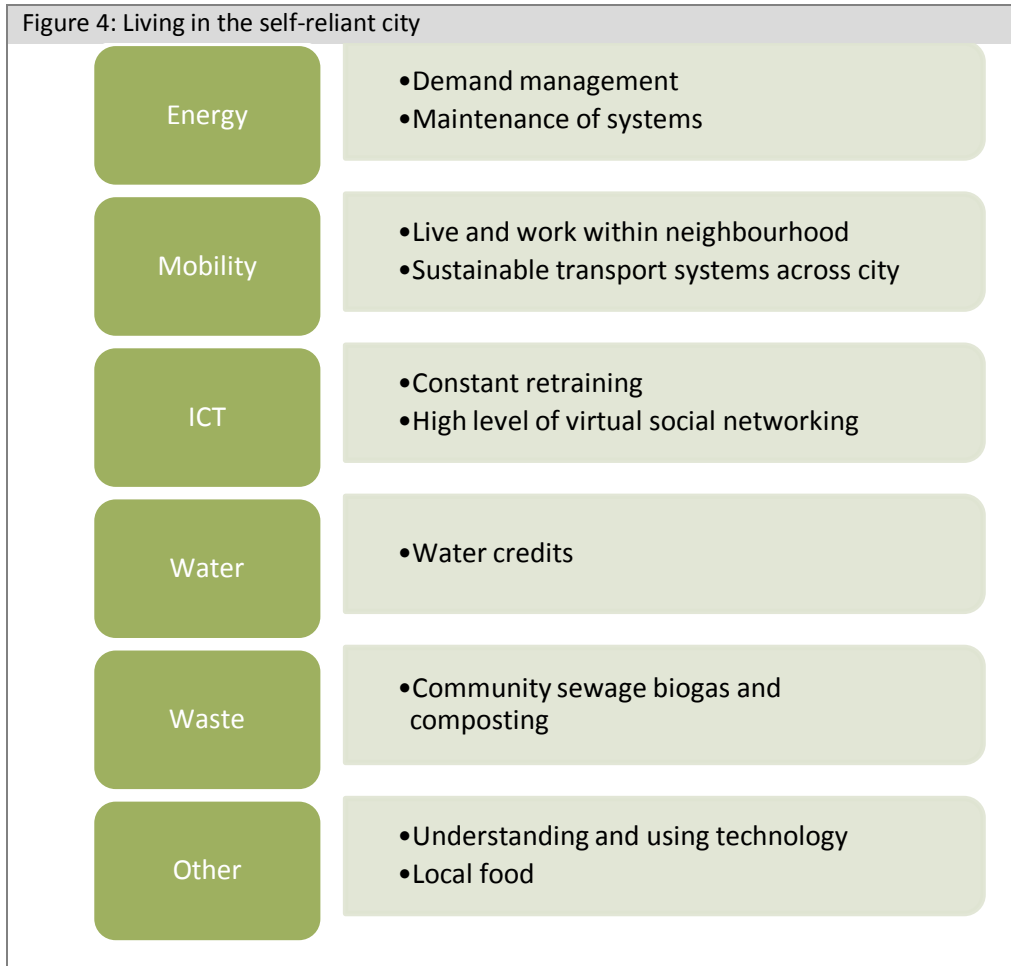 Figure 4: Living in the self-reliant city
Energy
•Demand management
•Maintenance of systems
Mobility
•Live and work within neighbourhood
•Sustainable transport systems across city
ICT
•Constant retraining
•High level of virtual social networking
Water
•Water credits
Waste
•Community sewage biogas and
composting
Other
•Understanding and using technology
•Local food